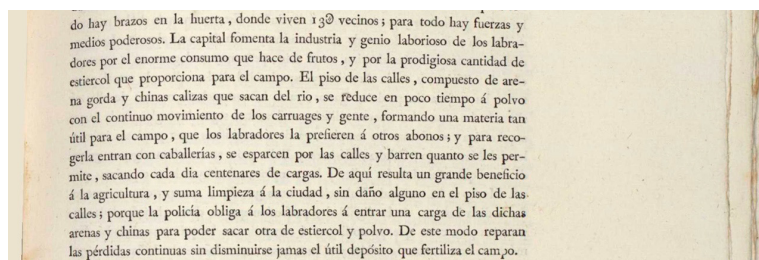 do hay brazos en la huerta, donde viven 13Ⅾ vecinos; para todo hay fuerzas y
medios poderosos. La capital fomenta la industria y genio laborioso de los labra-
dores por el enorme consumo que hace de frutos, y por la prodigiosa cantidad de
estiercol que proporciona para el campo. El piso de las calles, compuesto de are-
na gorda y chinas calizas que sacan del rio, se reduce en poco tiempo á polvo
con el continuo movimiento de los carruages y gente, formando una materia tan
útil para el campo, que los labradores la prefieren á otros abonos; y para reco-
gerla entran con caballerías, se esparcen por las calles y barren quanto se les per-
mite, sacando cada dia centenares de cargas. De aquí resulta un grande beneficio
á la agricultura, y suma limpieza á la ciudad, sin daño alguno en el piso de las
calles; porque la policía obliga á los labradores á entrar una carga de las dichas
arenas y chinas para poder sacar otra de estiercol y polvo. De este modo reparan
las pérdidas continuas sin disminuirse jamas el útil depósito que fertiliza el campo.